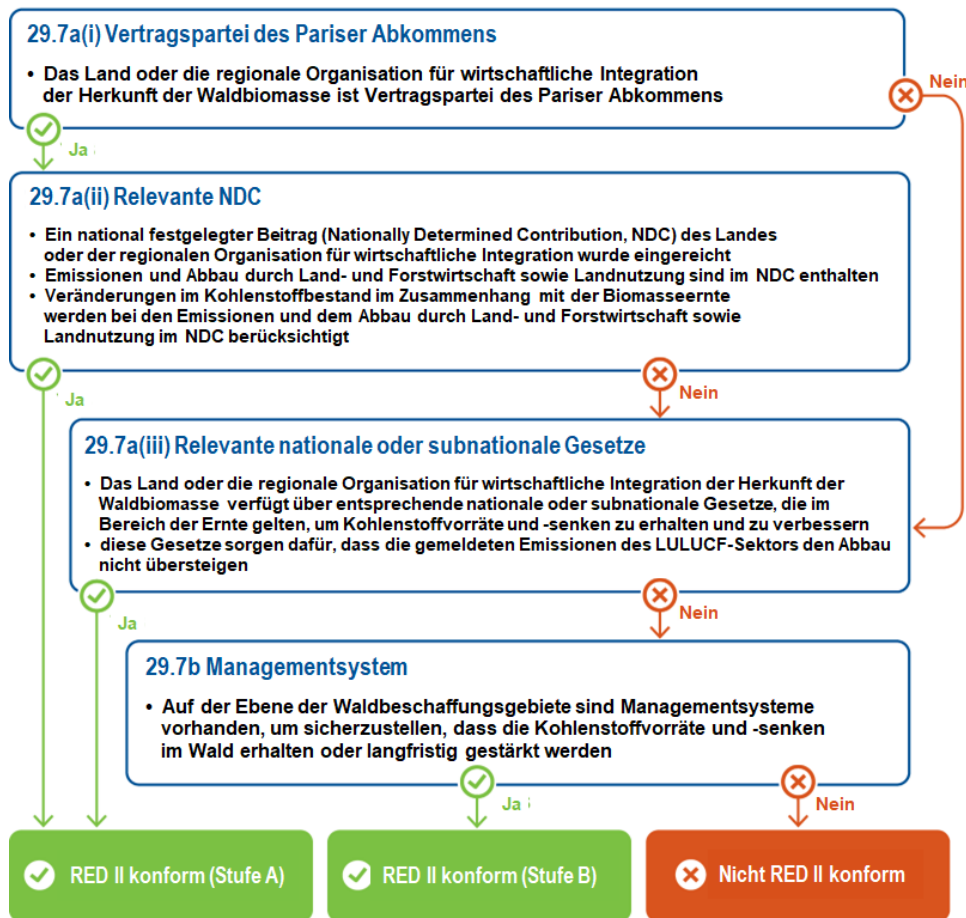 29.7a(i) Vertragspartei des Pariser Abkommens
• Das Land oder die regionale Organisation für wirtschaftliche Integration
der Herkunft der Waldbiomasse ist Vertragspartei des Pariser Abkommens
Nein
Ja
29.7a(ii) Relevante NDC
• Ein national festgelegter Beitrag (Nationally Determined Contribution, NDC) des Landes
oder der regionalen Organisation für wirtschaftliche Integration wurde eingereicht
• Emissionen und Abbau durch Land- und Forstwirtschaft sowie Landnutzung sind im NDC enthalten
• Veränderungen im Kohlenstoffbestand im Zusammenhang mit der Biomasseernte
werden bei den Emissionen und dem Abbau durch Land- und Forstwirtschaft sowie
Landnutzung im NDC berücksichtigt
Ja
Nein
29.7a(iii) Relevante nationale oder subnationale Gesetze
• Das Land oder die regionale Organisation für wirtschaftliche Integration der Herkunft der
Waldbiomasse verfügt über entsprechende nationale oder subnationale Gesetze, die im
Bereich der Ernte gelten, um Kohlenstoffvorräte und -senken zu erhalten und zu verbessern
• diese Gesetze sorgen dafür, dass die gemeldeten Emissionen des LULUCF-Sektors den Abbau
nicht übersteigen
Ja
Nein
29.7b Managementsystem
• Auf der Ebene der Waldbeschaffungsgebiete sind Managementsysteme
vorhanden, um sicherzustellen, dass die Kohlenstoffvorräte und -senken
im Wald erhalten oder langfristig gestärkt werden
Ja
Nein
RED II konform (Stufe A)
RED II konform (Stufe B)
Nicht RED II konform